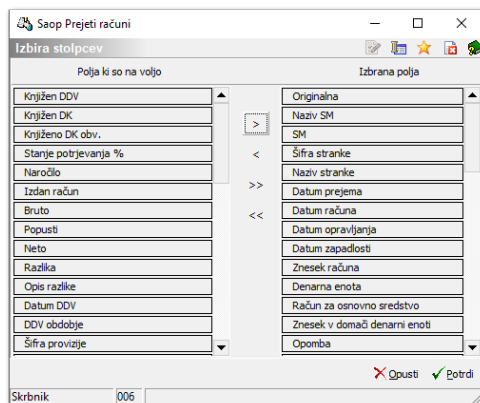 Saop Prejeti računi
Izbira stolpcev
Polja ki so na voljo
Izbrana polja
Knjižen DDV
Knjižen DK
Knjiženo DK obv.
Stanje potrjevanja %
Naročilo
Izdan račun
Bruto
Popusti
Neto
Razlika
Opis razlike
Datum DDV
DDV obdobje
Šifra provizije
>
<
>>
<<
Originalna
Naziv SM
SM
Šifra stranke
Naziv stranke
Datum prejema
Datum računa
Datum opravljanja
Datum zapadlosti
Znesek računa
Denarna enota
Račun za osnovno sredstvo
Znesek v domači denarni enoti
Opomba
Opusti
Potrdi
Skrbnik
006